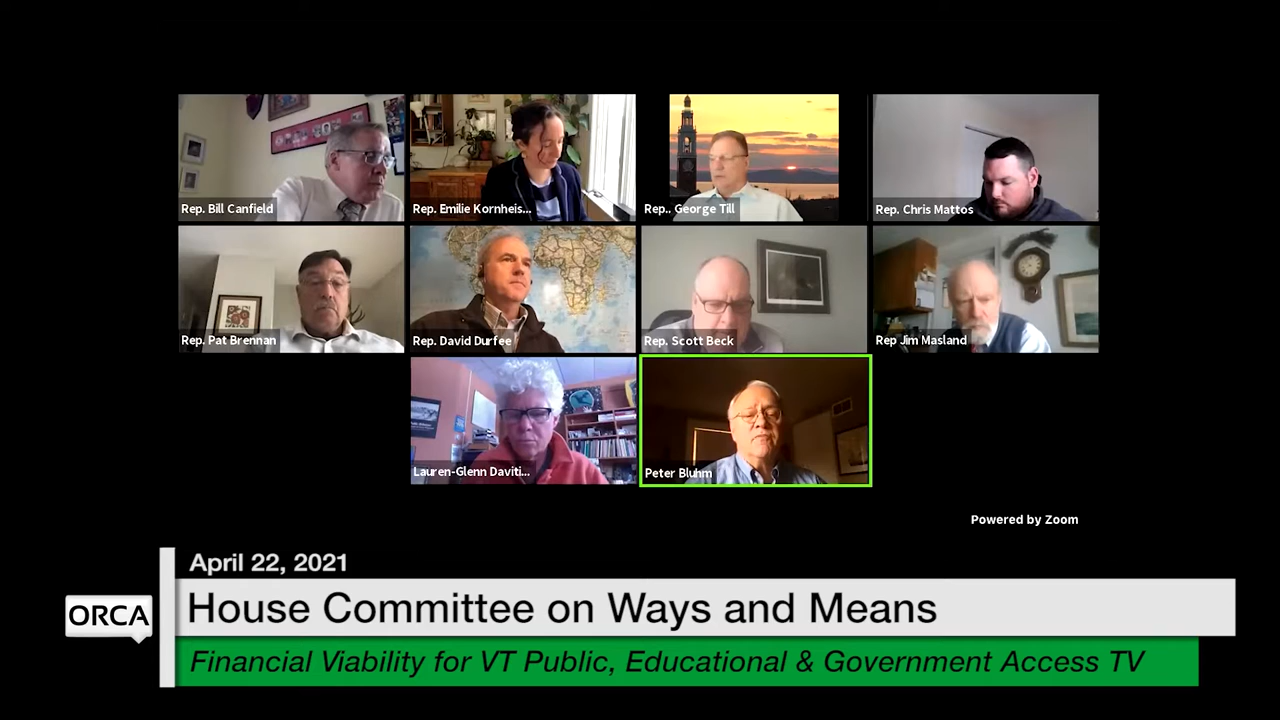 Rep. Bill Canfield
Rep. Emilie Kornheis...
Rep.. George Till
Rep. Chris Mattos
Rep. Pat Brennan
Rep. David Durfee
Rep. Scott Beck
Rep Jim Masland
Lauren-Glenn Daviti...
Peter Bluhm
Powered by Zoom
April 22, 2021
ORCA
House Committee on Ways and Means
Financial Viability for VT Public, Educational & Government Access TV